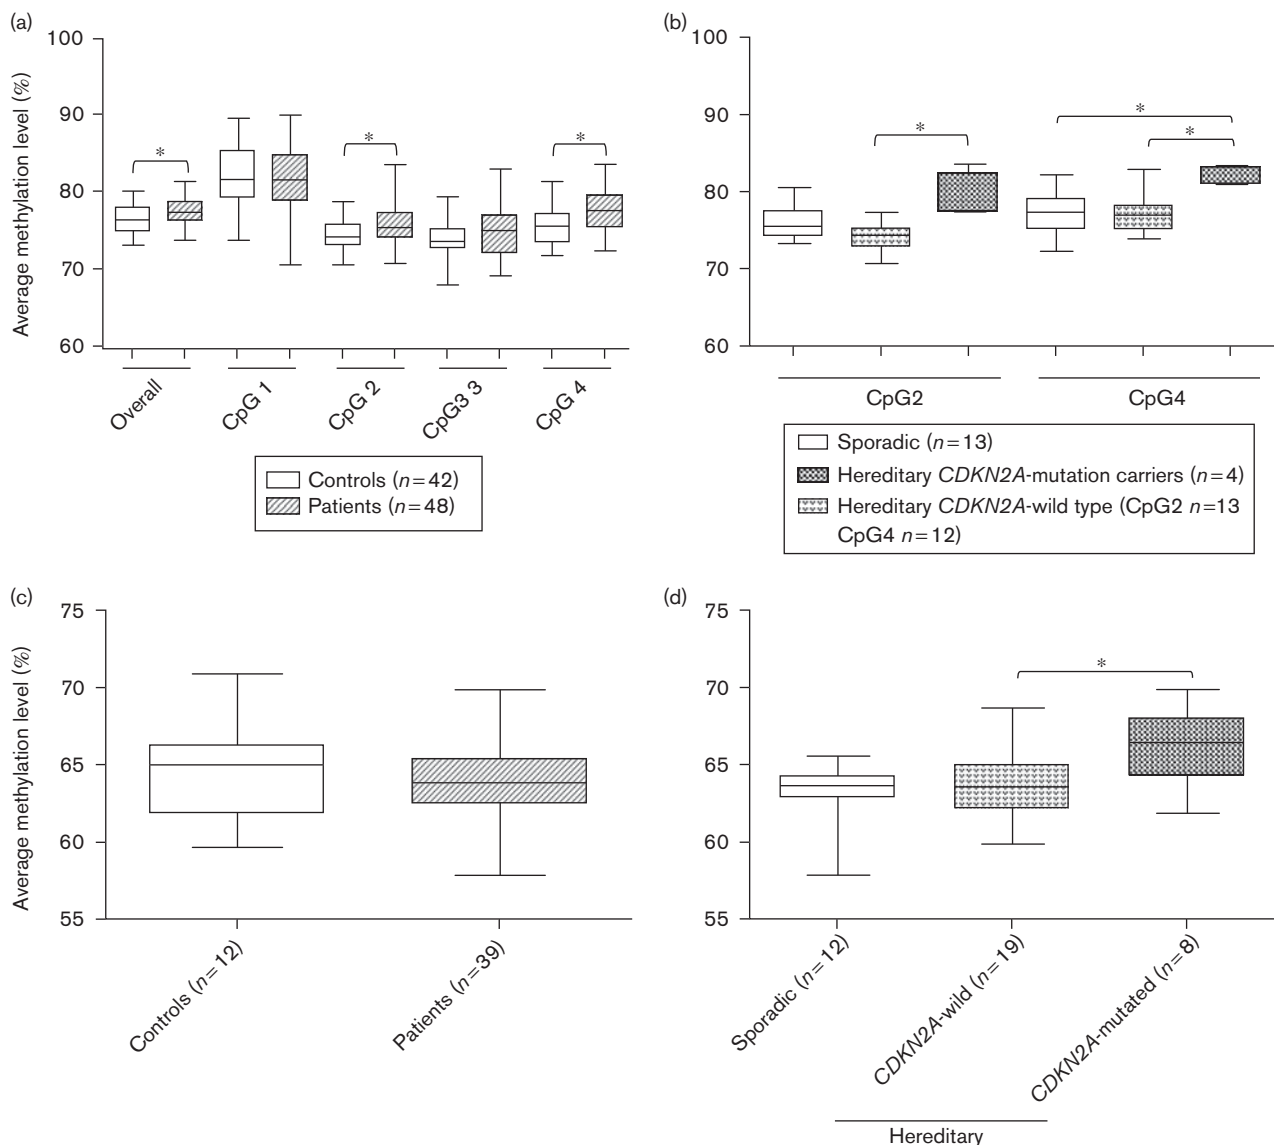 (a)
100
90
80
70
60
Average methylation level (%)
*
*
*
Overall
CpG 1
CpG 2
CpG3 3
CpG 4
Controls (n=42)
Patients (n=48)
(b)
100
90
80
70
60
*
*
*
CpG2
CpG4
Sporadic (n=13)
Hereditary CDKN2A-mutation carriers (n=4)
Hereditary CDKN2A-wild type (CpG2 n=13
CpG4 n=12)
(c)
75
70
65
60
55
Average methylation level (%)
Controls (n=12)
Patients (n=39)
(d)
75
70
65
60
55
*
Sporadic (n=12)
CDKN2A-wild (n=19)
CDKN2A-mutated (n=8)
Hereditary